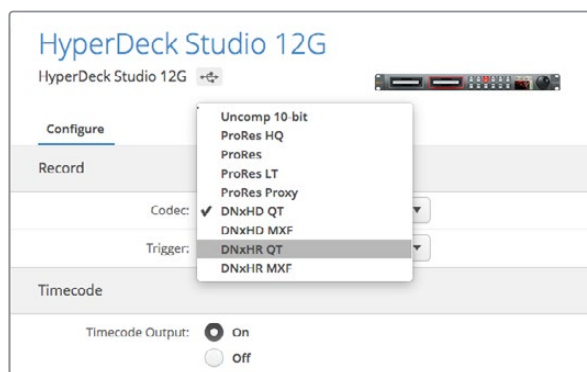 HyperDeck Studio 12G
HyperDeck Studio 12G
Configure
Record
Codec:
Uncomp 10-bit
ProRes HQ
ProRes
ProRes LT
ProRes Proxy
✓ DNxHD QT
DNxHD MXF
DNxHR QT
DNxHR MXF
Trigger:
Timecode
Timecode Output:
On
Off